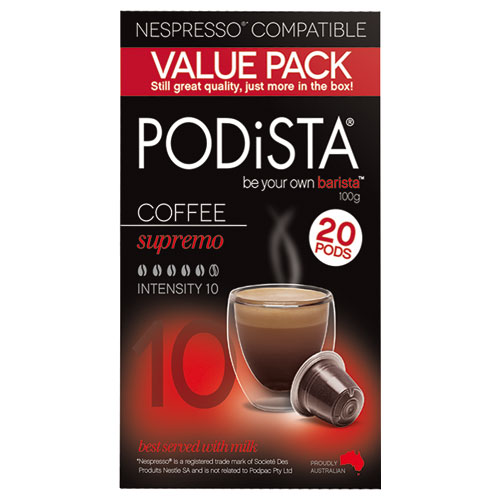 NESPRESSO®* COMPATIBLE
VALUE PACK
Still great quality, just more in the box!
PODiSTA®
be your own barista™
100g
COFFEE
supremo
20
PODS
INTENSITY 10
10
best served with milk
*Nespresso® is a registered trade mark of Societé Des
Produits Nestle SA and is not related to Podpac Pty Ltd
PROUDLY
AUSTRALIAN